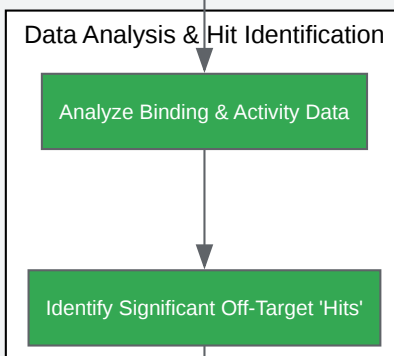 Data Analysis & Hit Identification
Analyze Binding & Activity Data
Identify Significant Off-Target 'Hits'